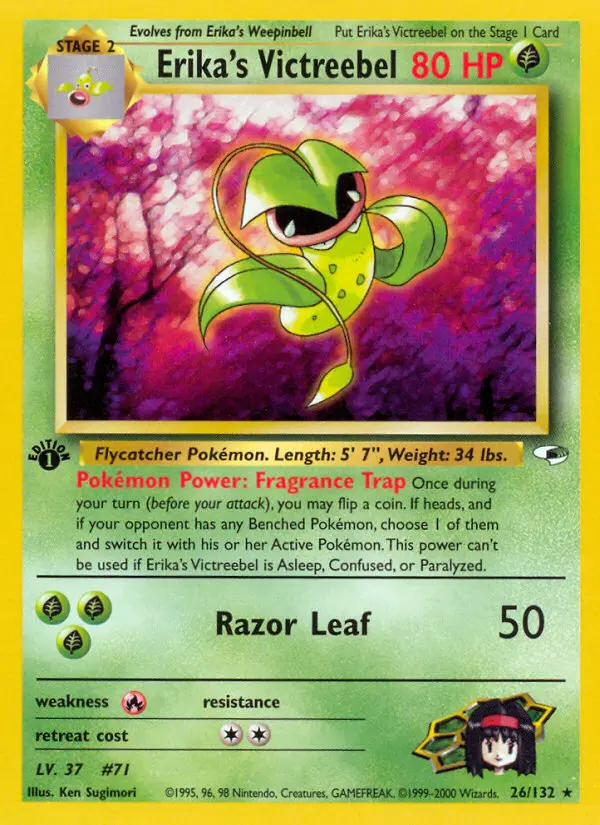 Evolves from Erika's Weepinbell Put Erika's Victreebel on the Stage 1 Card
STAGE 2
Erika's Victreebel 80 HP
EDITION
1
Flycatcher Pokémon. Length: 5' 7", Weight: 34 lbs.
Pokémon Power: Fragrance Trap Once during
your turn (before your attack), you may flip a coin. If heads, and
if your opponent has any Benched Pokémon, choose 1 of them
and switch it with his or her Active Pokémon. This power can't
be used if Erika's Victreebel is Asleep, Confused, or Paralyzed.
Razor Leaf 50
weakness resistance
retreat cost
LV. 37 #71
Illus. Ken Sugimori ©1995, 96, 98 Nintendo, Creatures, GAMEFREAK. ©1999-2000 Wizards. 26/132 ★